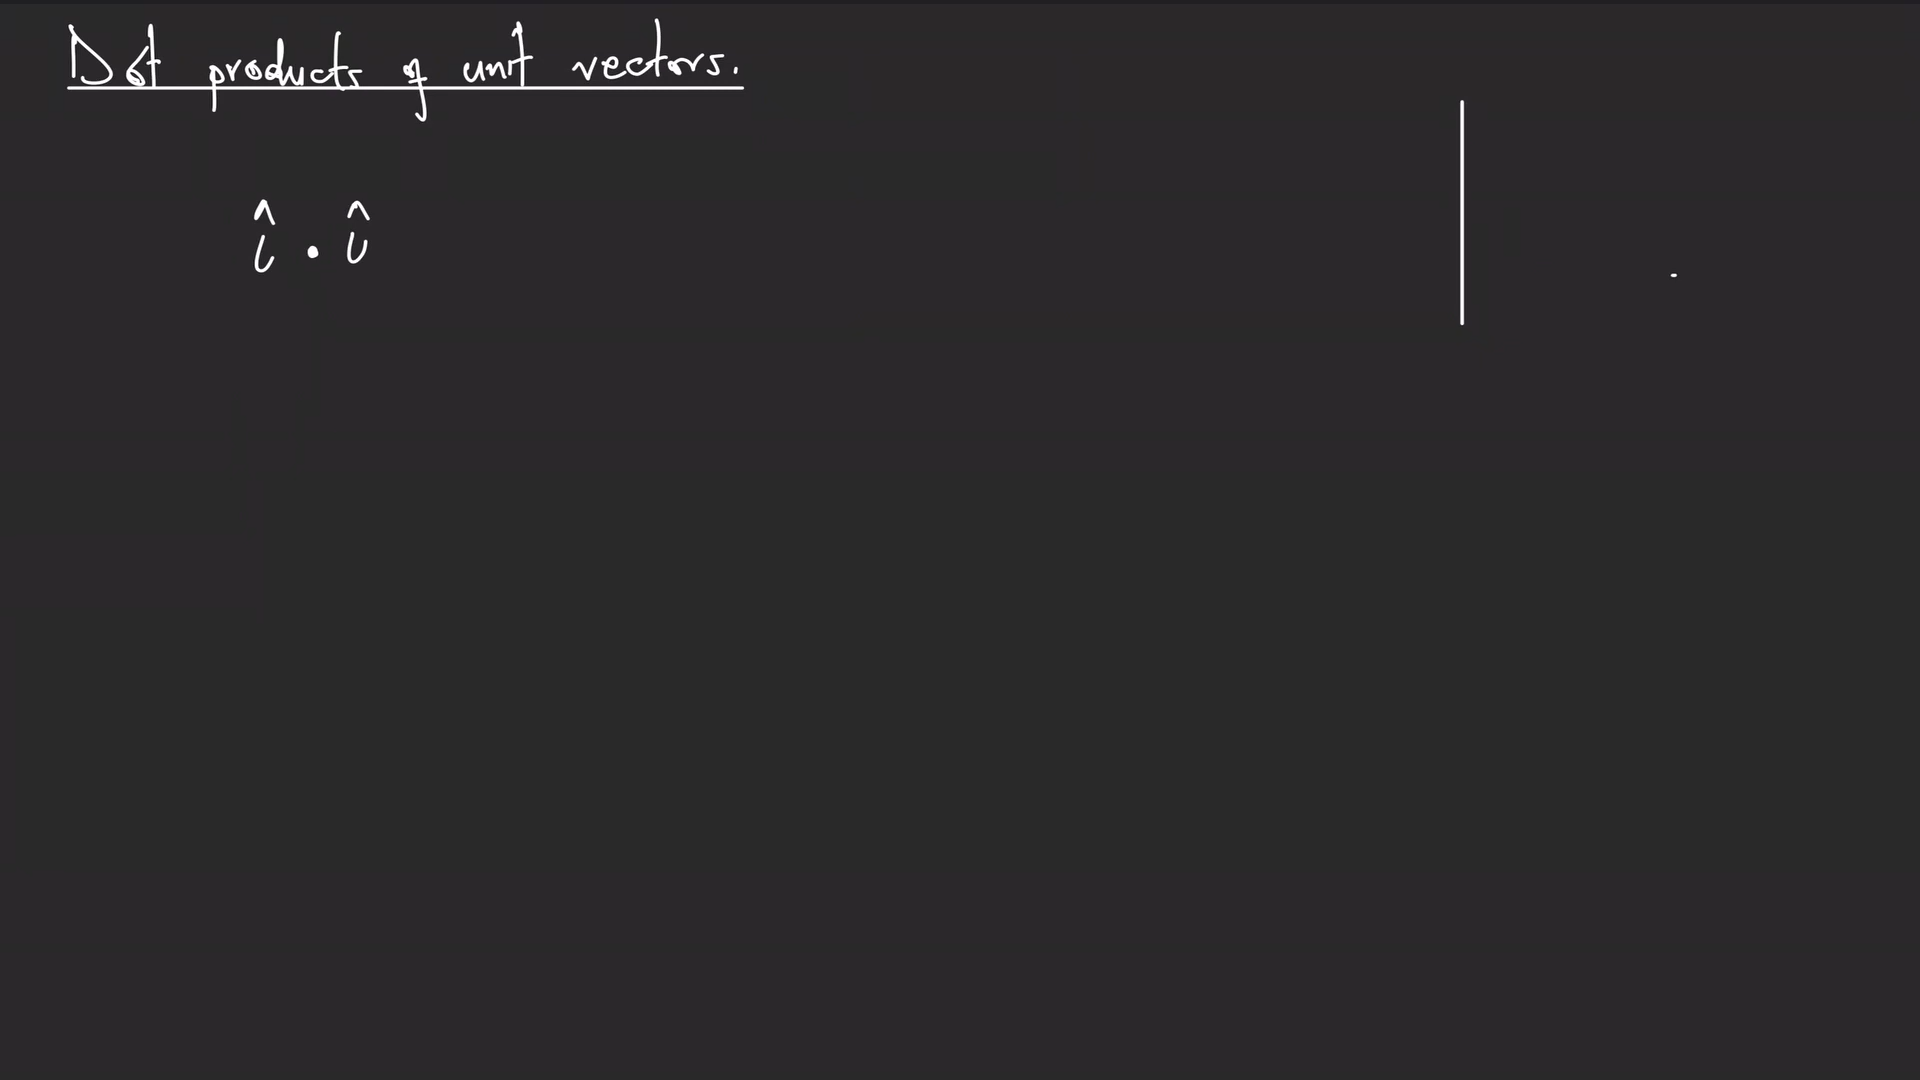 Dot products of unit vectors.
î . î